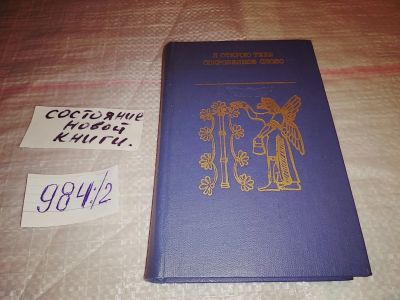 Я ОТКРОЮ ТЕБЕ
СОКРОВЕННОЕ СЛОВО
СОСТОЯНИЕ
НОВОЙ
КНИГИ.
984:/2